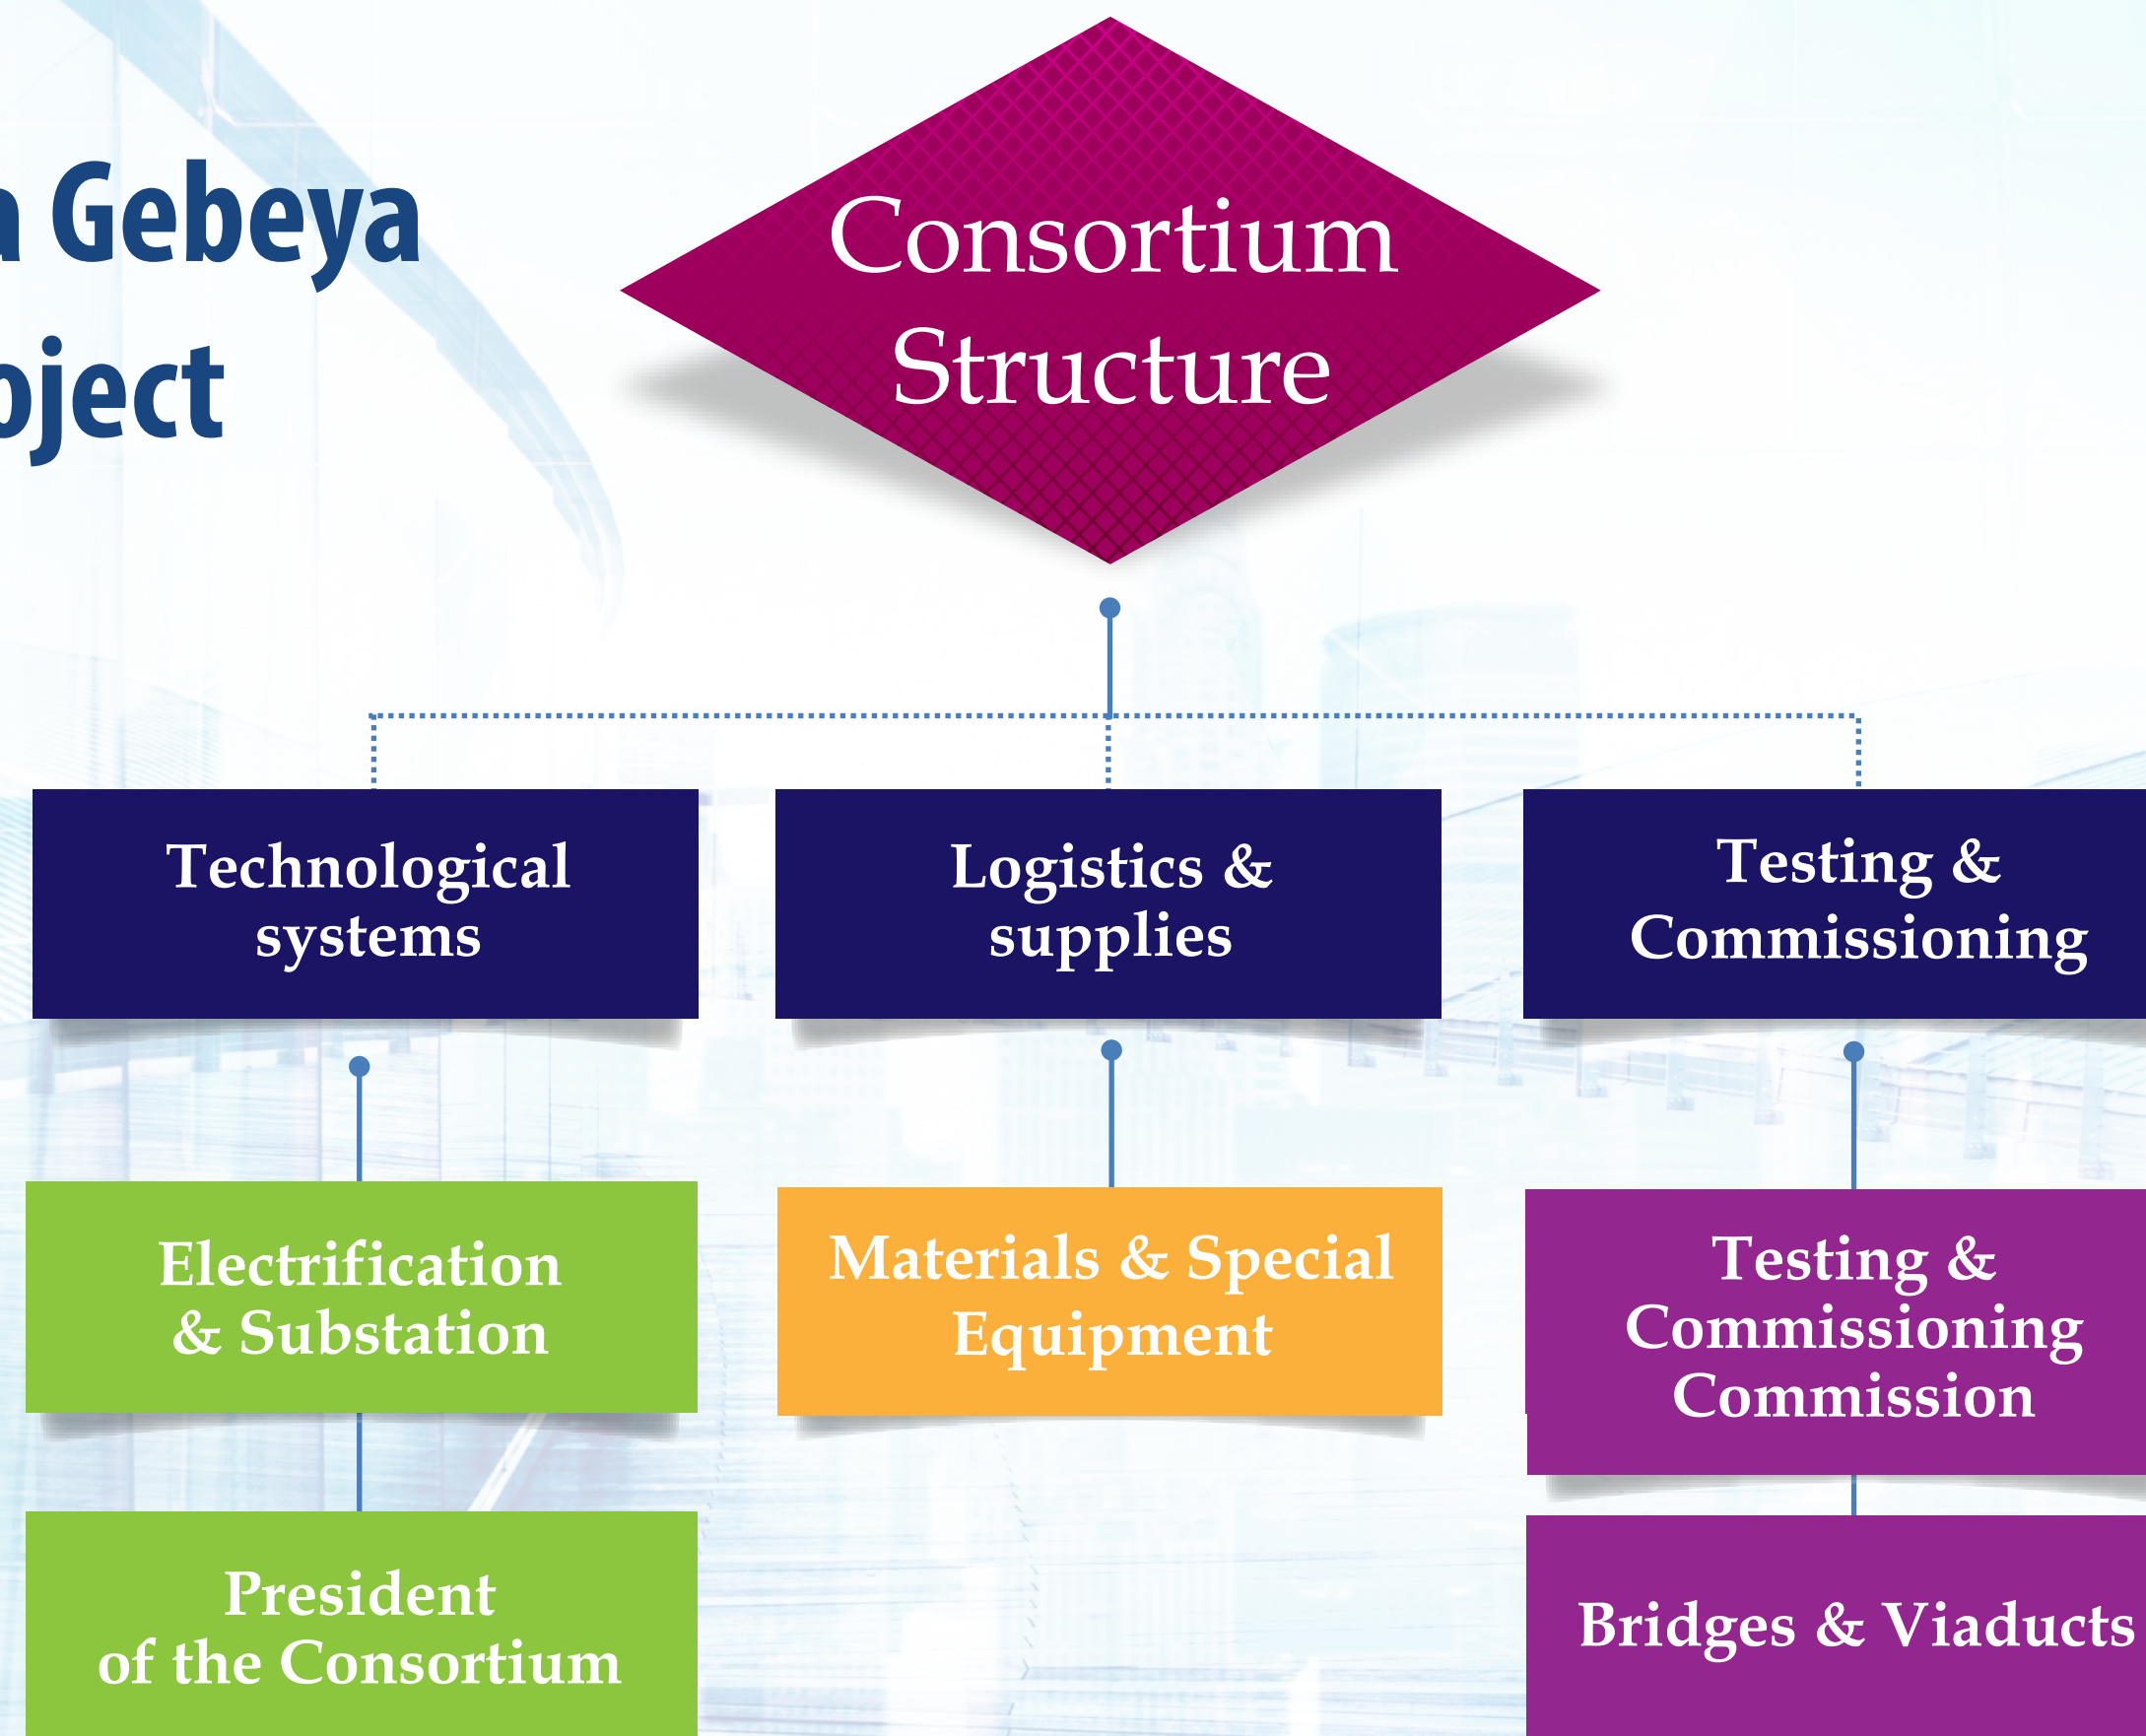 a Gebeya
oject
Consortium
Structure
Technological
systems
Logistics &
supplies
Testing &
Commissioning
Electrification
& Substation
Materials & Special
Equipment
Testing &
Commissioning
Commission
President
of the Consortium
Bridges & Viaducts